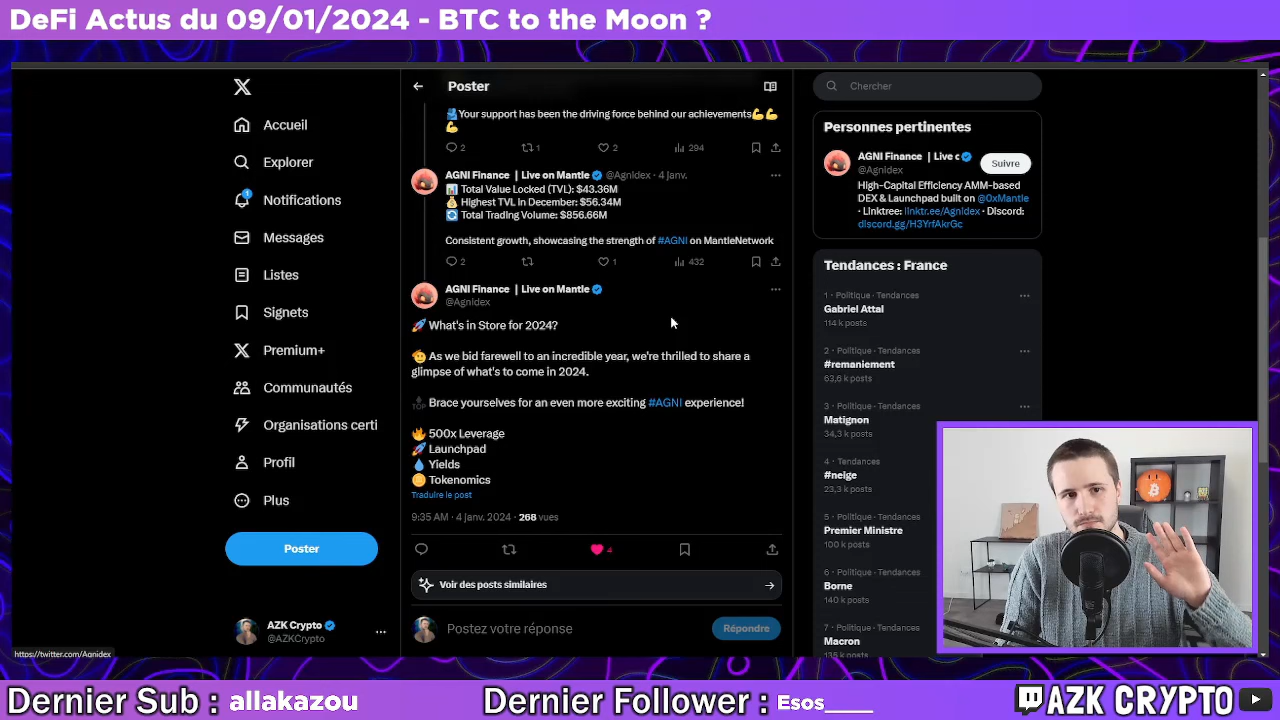 DeFi Actus du 09/01/2024 - BTC to the Moon ?
Accueil
Explorer
1
Notifications
Messages
Listes
Signets
Premium+
Communautés
Organisations certi
Profil
Plus
Poster
AZK Crypto
@AZKCrypto
https://twitter.com/Agnidex
Poster
🫂Your support has been the driving force behind our achievements💪💪
💪
2 1 2 294
AGNI Finance | Live on Mantle @Agnidex · 4 janv.
📊 Total Value Locked (TVL): $43.36M
💰 Highest TVL in December: $56.34M
🔄 Total Trading Volume: $856.66M
Consistent growth, showcasing the strength of #AGNI on MantleNetwork
2 1 432
AGNI Finance | Live on Mantle
@Agnidex
🚀 What's in Store for 2024?
🫡 As we bid farewell to an incredible year, we're thrilled to share a
glimpse of what's to come in 2024.
🔝 Brace yourselves for an even more exciting #AGNI experience!
🔥 500x Leverage
🚀 Launchpad
💧 Yields
🪙 Tokenomics
Traduire le post
9:35 AM · 4 janv. 2024 · 268 vues
4
Voir des posts similaires
Postez votre réponse
Répondre
Chercher
Personnes pertinentes
AGNI Finance | Live c
@Agnidex
Suivre
High-Capital Efficiency AMM-based
DEX & Launchpad built on @0xMantle
· Linktree: linktr.ee/Agnidex · Discord:
discord.gg/H3YrfAkrGc
Tendances : France
1 · Politique · Tendances
Gabriel Attal
114 k posts
2 · Politique · Tendances
#remaniement
63,6 k posts
3 · Politique · Tendances
Matignon
34,3 k posts
4 · Tendances
#neige
23,3 k posts
5 · Politique · Tendances
Premier Ministre
100 k posts
6 · Politique · Tendances
Borne
140 k posts
7 · Politique · Tendances
Macron
135 k posts
Dernier Sub : allakazou
Dernier Follower : Esos____
AZK CRYPTO